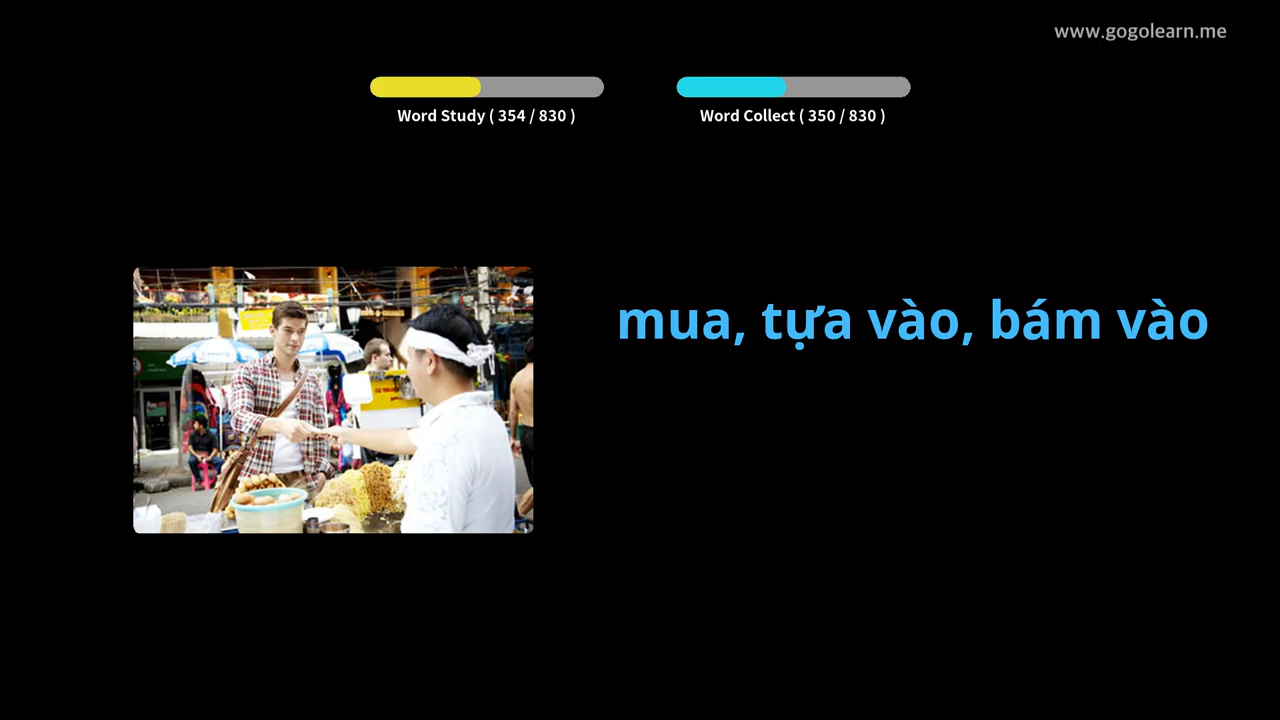 www.gogolearn.me
Word Study ( 354 / 830 )
Word Collect ( 350 / 830 )
mua, tựa vào, bám vào